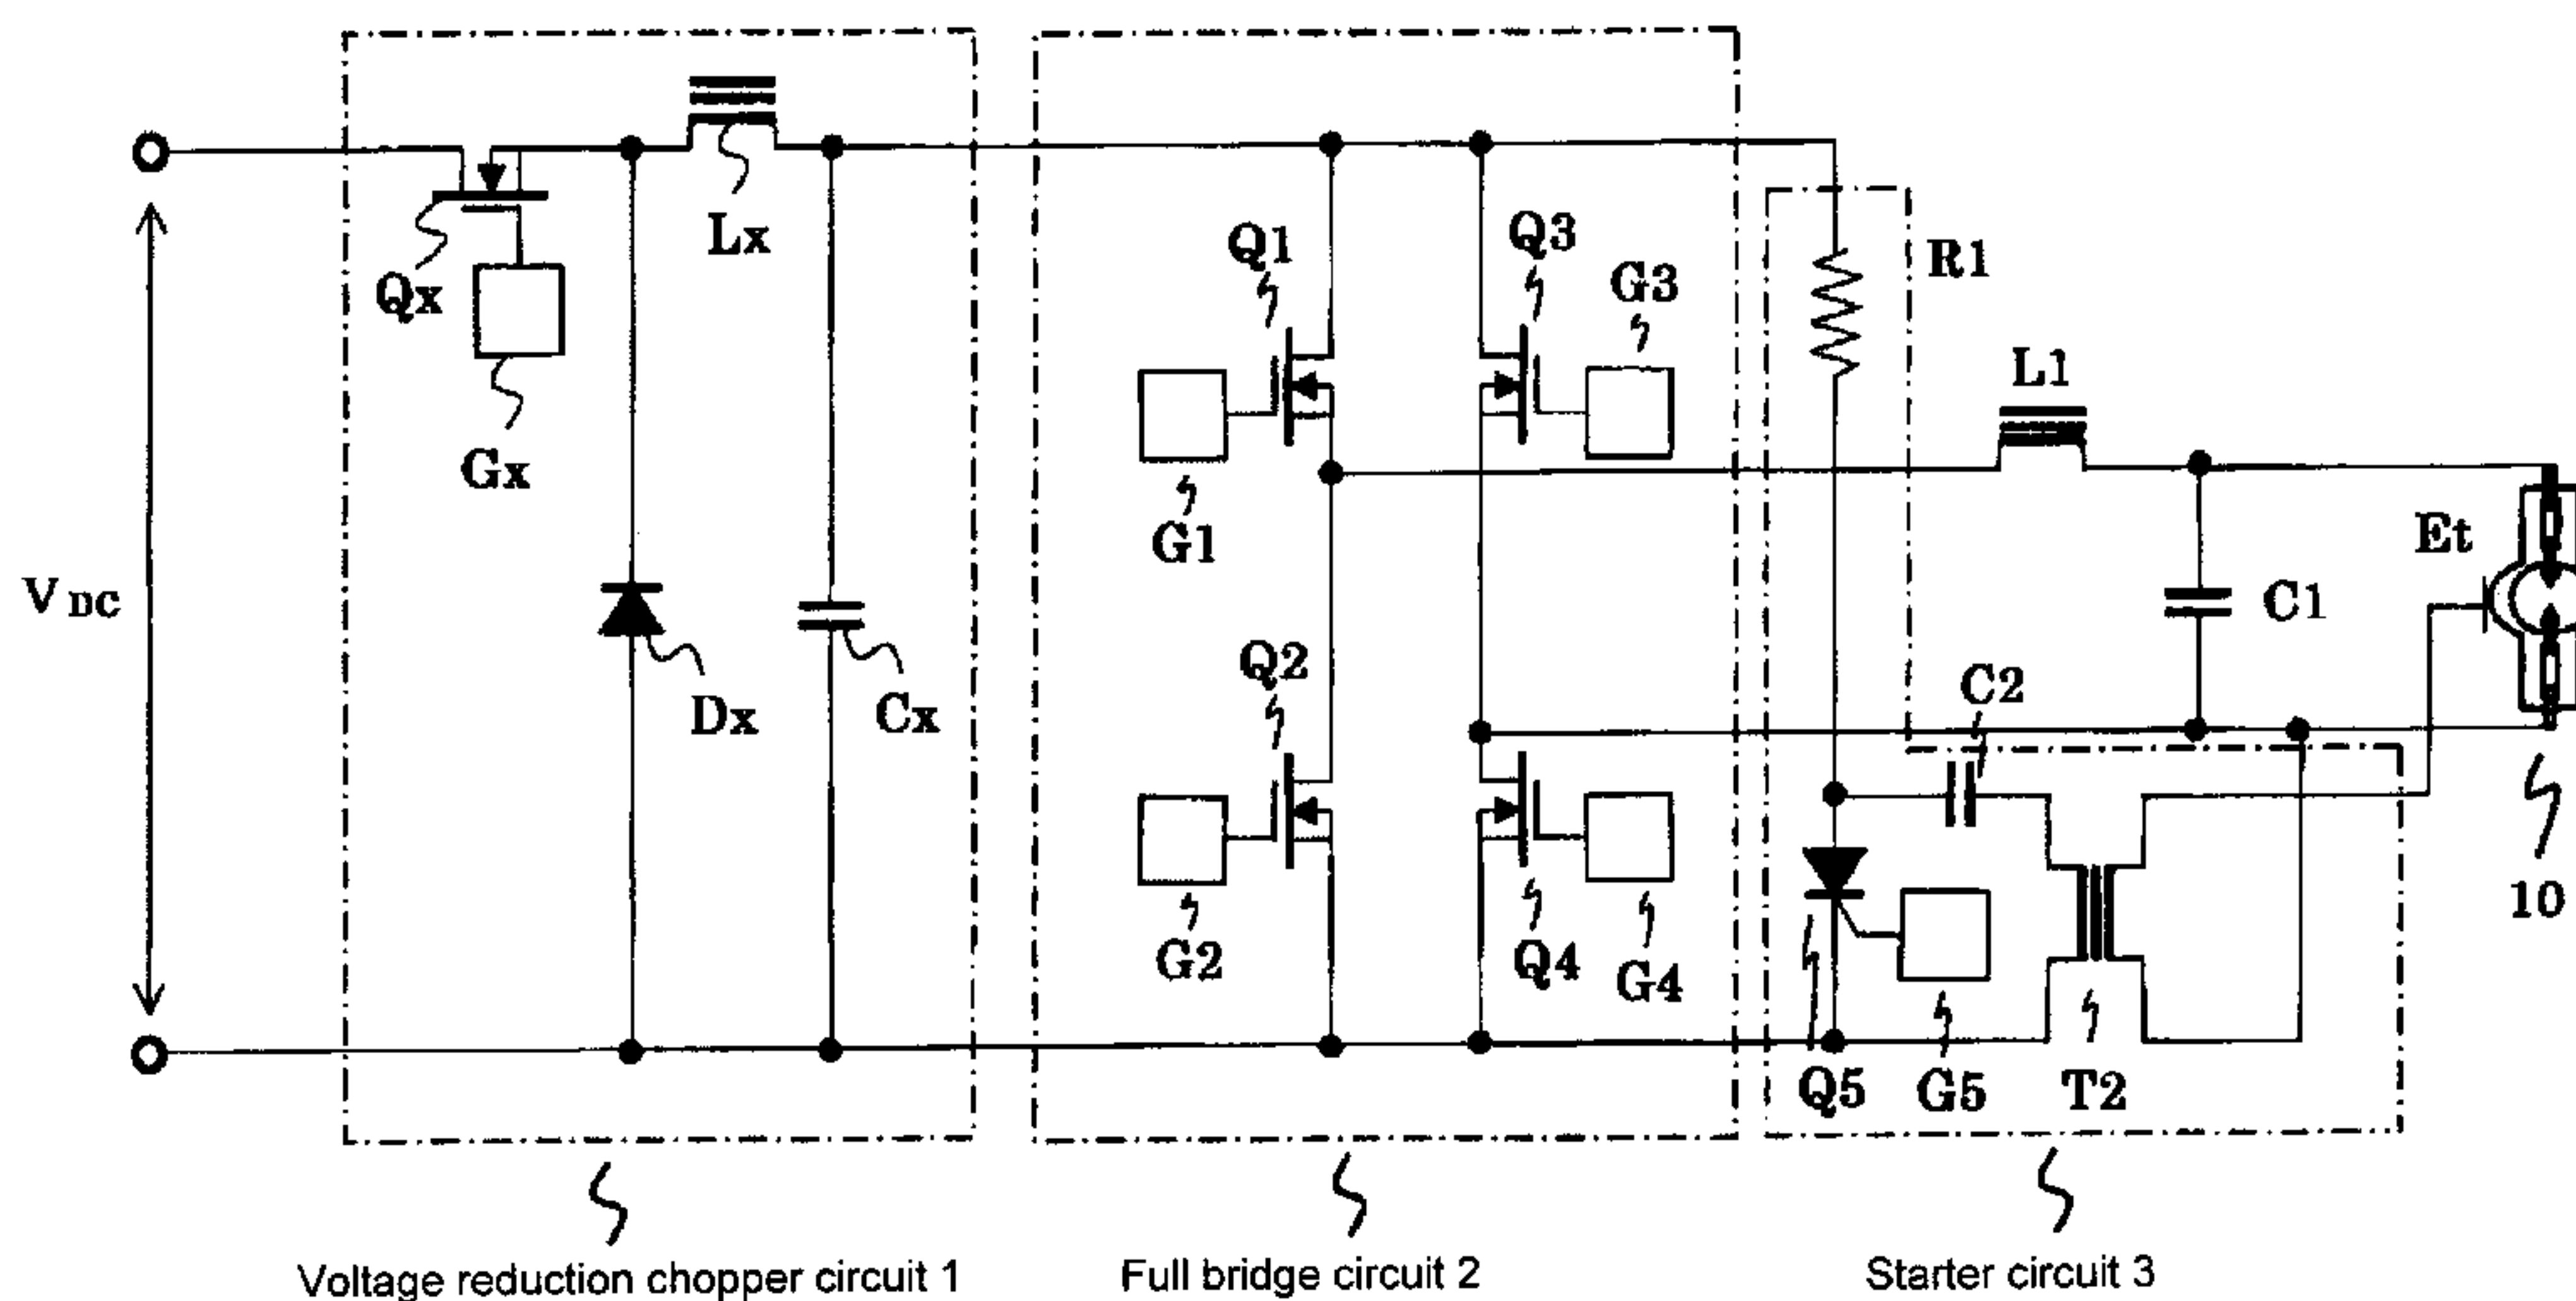 Lx
Qx
Gx
VDC
Dx
Cx
Q1
Q3
G3
G1
Q2
G2
Q4
G4
R1
L1
Et
C1
C2
10
Q5
G5
T2
Voltage reduction chopper circuit 1
Full bridge circuit 2
Starter circuit 3